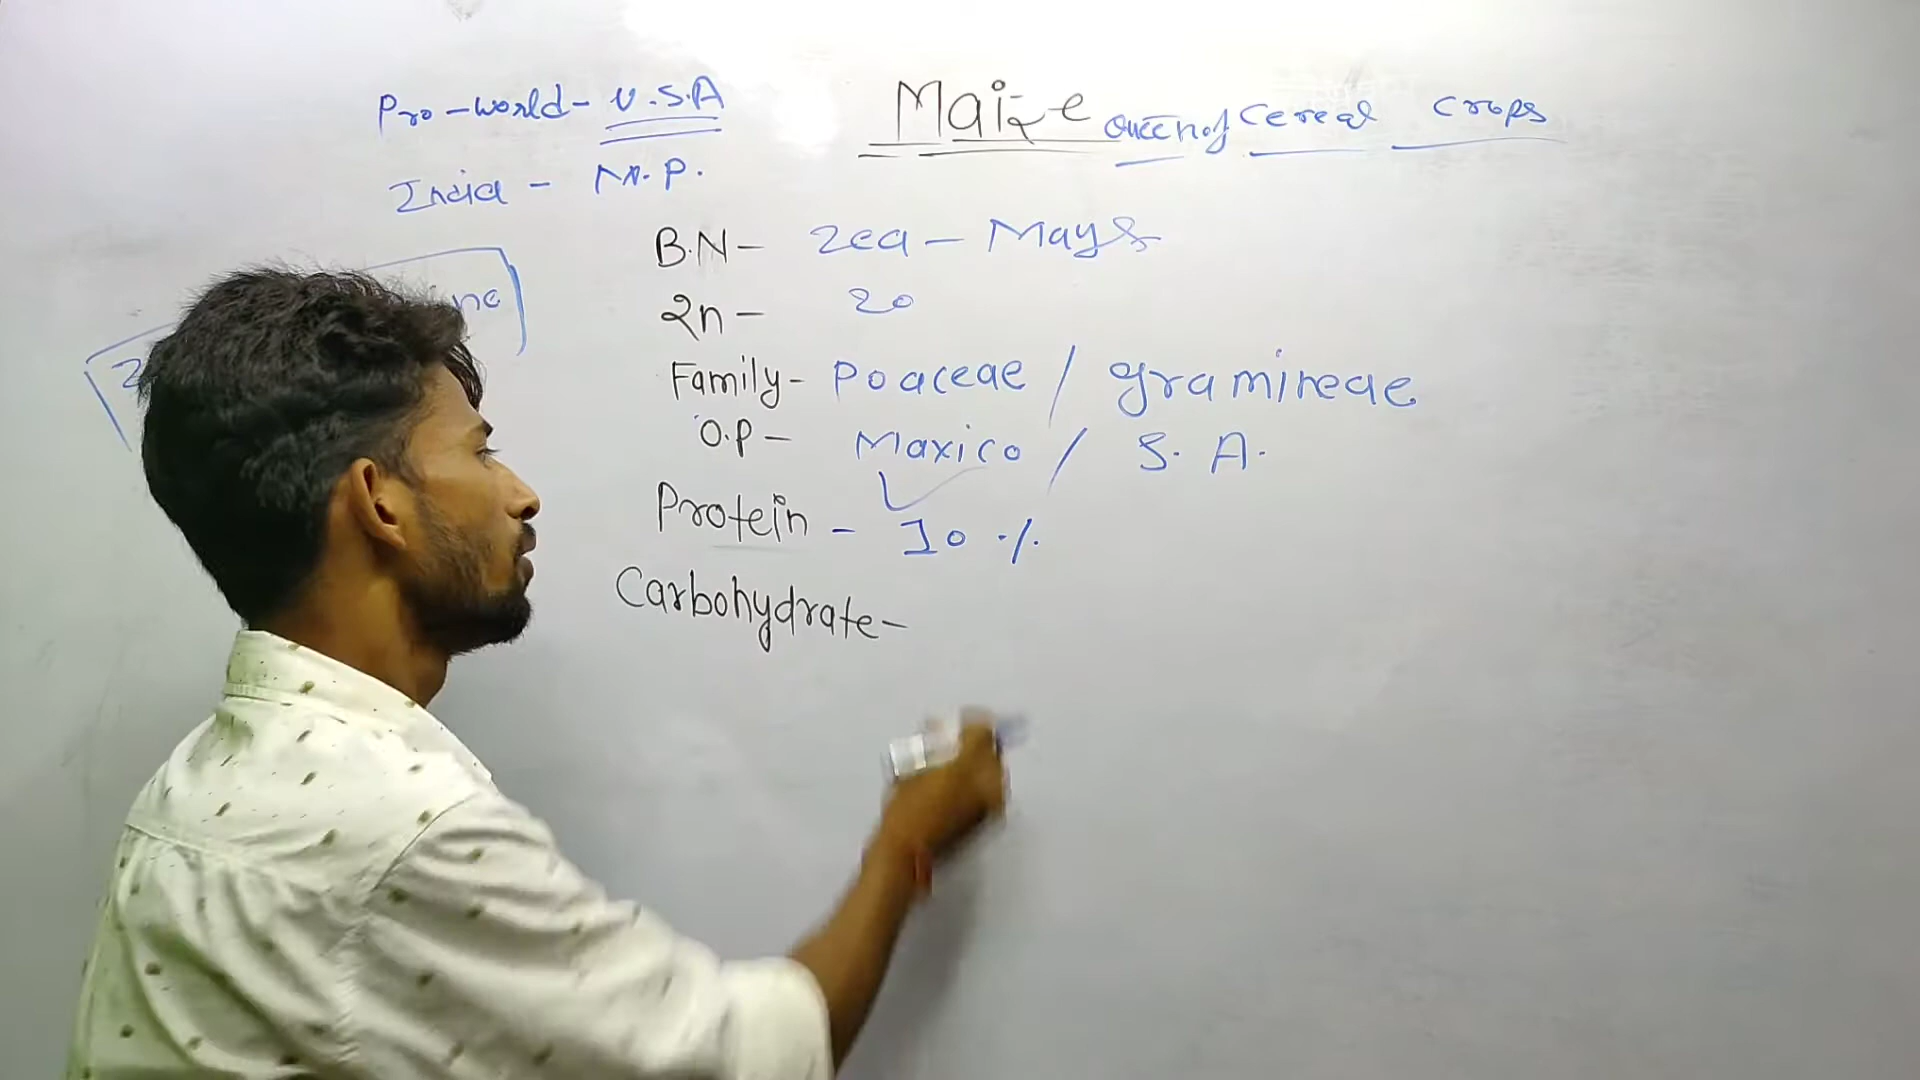 Pro-world- U.S.A
India - M.P.
Maize Queen of Cereal crops
B.N- Zea - Mays
2n- 20
Family- Poaceae / gramineae
O.P- Maxico / S.A.
Protein - 10 %
Carbohydrate-